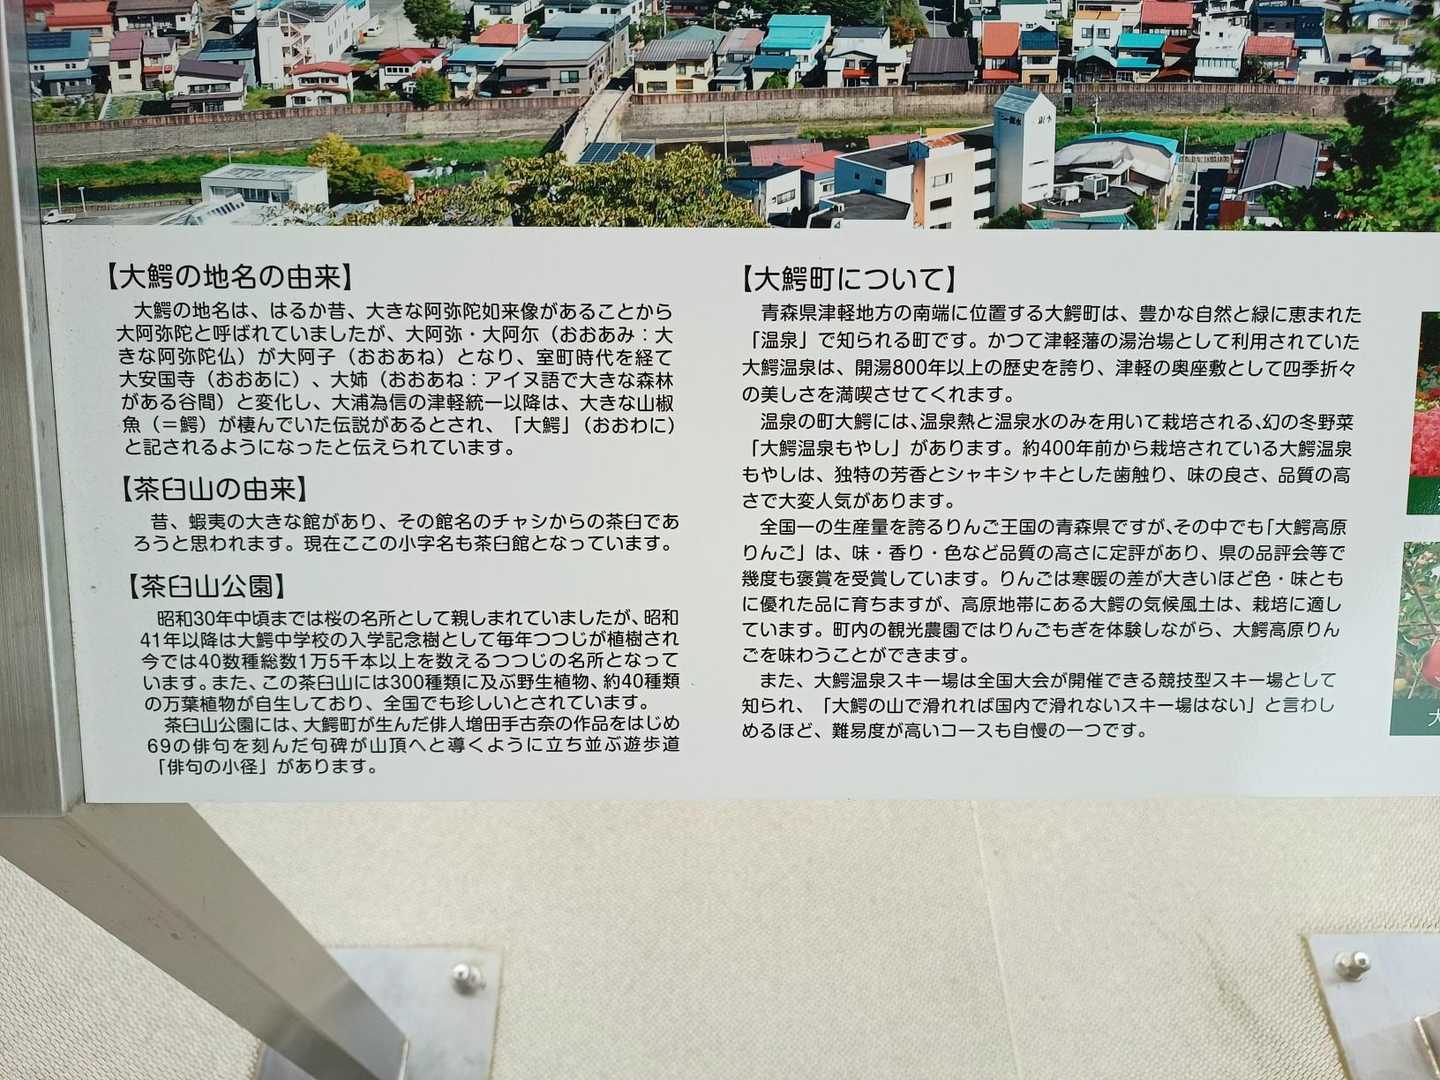 【大鰐の地名の由来】
大鰐の地名は、はるか昔、大きな阿弥陀如来像があることから
大阿弥陀と呼ばれていましたが、大阿弥・大阿尓（おおあみ：大
きな阿弥陀仏）が大阿子（おおあね）となり、室町時代を経て
大安国寺（おおあに）、大姉（おおあね：アイヌ語で大きな森林
がある谷間）と変化し、大浦為信の津軽統一以降は、大きな山椒
魚（＝鰐）が棲んでいた伝説があるとされ、「大鰐」（おおわに）
と記されるようになったと伝えられています。
【茶臼山の由来】
昔、蝦夷の大きな館があり、その館名のチャシからの茶臼であ
ろうと思われます。現在ここの小字名も茶臼館となっています。
【茶臼山公園】
昭和30年中頃までは桜の名所として親しまれていましたが、昭和
41年以降は大鰐中学校の入学記念樹として毎年つつじが植樹され
今では40数種総数1万5千本以上を数えるつつじの名所となって
います。また、この茶臼山には300種類に及ぶ野生植物、約40種類
の万葉植物が自生しており、全国でも珍しいとされています。
茶臼山公園には、大鰐町が生んだ俳人増田手古奈の作品をはじめ
69の俳句を刻んだ句碑が山頂へと導くように立ち並ぶ遊歩道
「俳句の小径」があります。
【大鰐町について】
青森県津軽地方の南端に位置する大鰐町は、豊かな自然と緑に恵まれた
「温泉」で知られる町です。かつて津軽藩の湯治場として利用されていた
大鰐温泉は、開湯800年以上の歴史を誇り、津軽の奥座敷として四季折々
の美しさを満喫させてくれます。
温泉の町大鰐には、温泉熱と温泉水のみを用いて栽培される、幻の冬野菜
「大鰐温泉もやし」があります。約400年前から栽培されている大鰐温泉
もやしは、独特の芳香とシャキシャキとした歯触り、味の良さ、品質の高
さで大変人気があります。
全国一の生産量を誇るりんご王国の青森県ですが、その中でも「大鰐高原
りんご」は、味・香り・色など品質の高さに定評があり、県の品評会等で
幾度も褒賞を受賞しています。りんごは寒暖の差が大きいほど色・味とも
に優れた品に育ちますが、高原地帯にある大鰐の気候風土は、栽培に適し
ています。町内の観光農園ではりんごもぎを体験しながら、大鰐高原りん
ごを味わうことができます。
また、大鰐温泉スキー場は全国大会が開催できる競技型スキー場として
知られ、「大鰐の山で滑れれば国内で滑れないスキー場はない」と言わし
めるほど、難易度が高いコースも自慢の一つです。